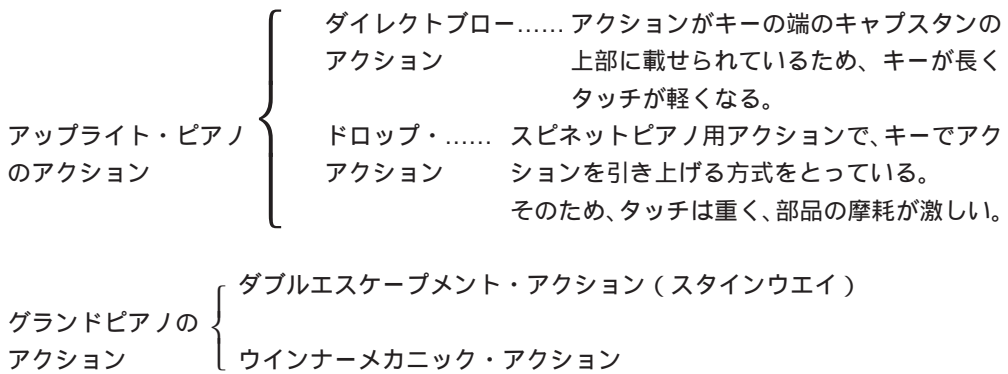 ダイレクトブロー…… アクションがキーの端のキャプスタンの
アクション 上部に載せられているため、キーが長く
タッチが軽くなる。
アップライト・ピアノ ドロップ・…… スピネットピアノ用アクションで、キーでアク
のアクション アクション ションを引き上げる方式をとっている。
そのため、タッチは重く、部品の摩耗が激しい。
ダブルエスケープメント・アクション（スタインウエイ）
グランドピアノの
アクション ウインナーメカニック・アクション